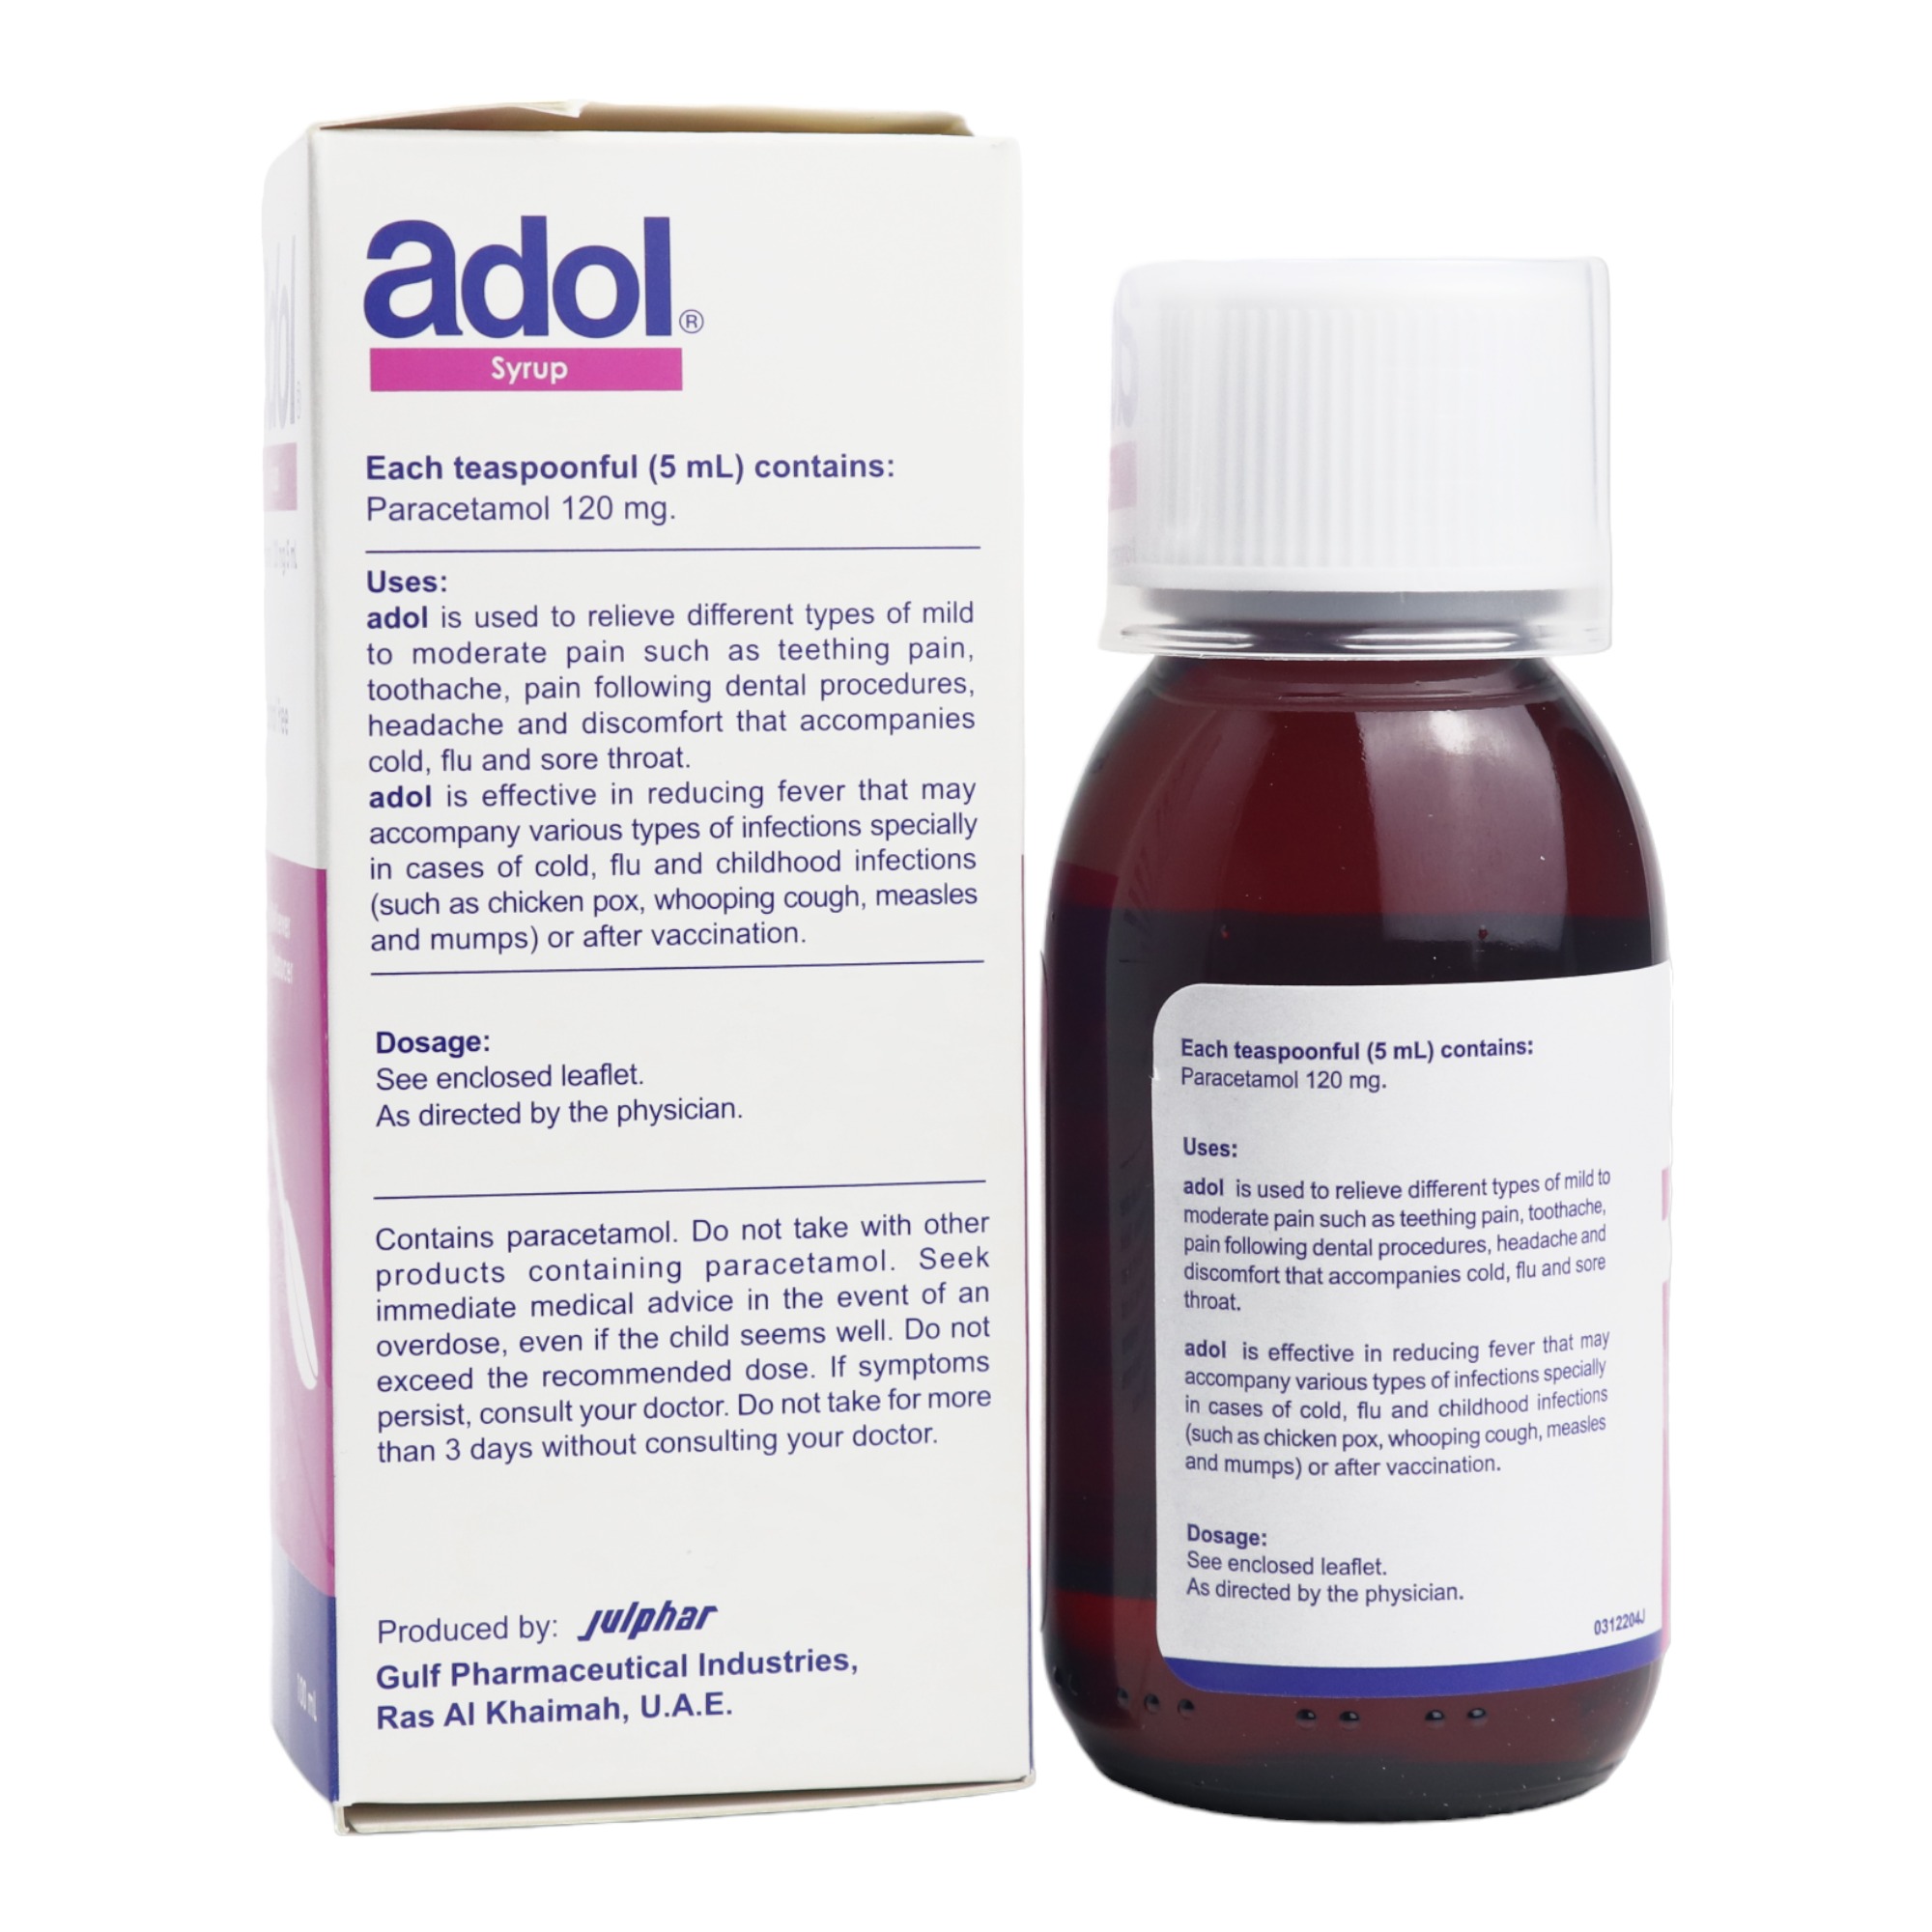 adol®
Syrup
Each teaspoonful (5 mL) contains:
Paracetamol 120 mg.
Uses:
adol is used to relieve different types of mild
to moderate pain such as teething pain,
toothache, pain following dental procedures,
headache and discomfort that accompanies
cold, flu and sore throat.
adol is effective in reducing fever that may
accompany various types of infections specially
in cases of cold, flu and childhood infections
(such as chicken pox, whooping cough, measles
and mumps) or after vaccination.
Dosage:
See enclosed leaflet.
As directed by the physician.
Contains paracetamol. Do not take with other
products containing paracetamol. Seek
immediate medical advice in the event of an
overdose, even if the child seems well. Do not
exceed the recommended dose. If symptoms
persist, consult your doctor. Do not take for more
than 3 days without consulting your doctor.
Produced by: julphar
Gulf Pharmaceutical Industries,
Ras Al Khaimah, U.A.E.
100 mL
Each teaspoonful (5 mL) contains:
Paracetamol 120 mg.
Uses:
adol is used to relieve different types of mild to
moderate pain such as teething pain, toothache,
pain following dental procedures, headache and
discomfort that accompanies cold, flu and sore
throat.
adol is effective in reducing fever that may
accompany various types of infections specially
in cases of cold, flu and childhood infections
(such as chicken pox, whooping cough, measles
and mumps) or after vaccination.
Dosage:
See enclosed leaflet.
As directed by the physician.
0312204J